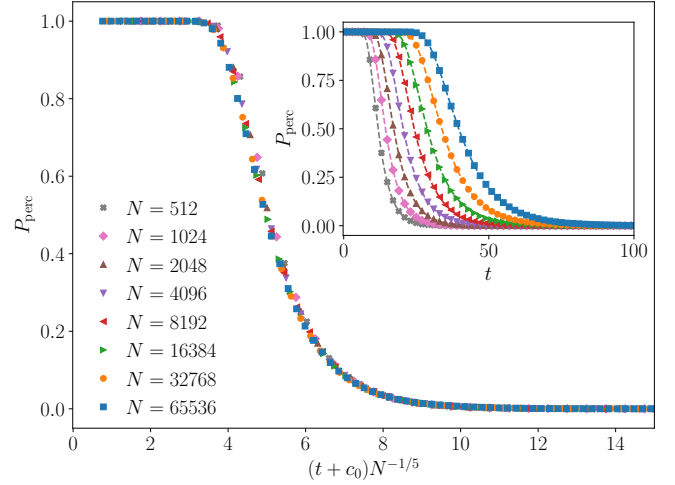 1.0
0.8
0.6
0.4
0.2
0.0
P_perc
0 2 4 6 8 10 12 14
(t + c_0)N^{-1/5}
N = 512
N = 1024
N = 2048
N = 4096
N = 8192
N = 16384
N = 32768
N = 65536
1.00
0.75
0.50
0.25
0.00
P_perc
0 50 100
t